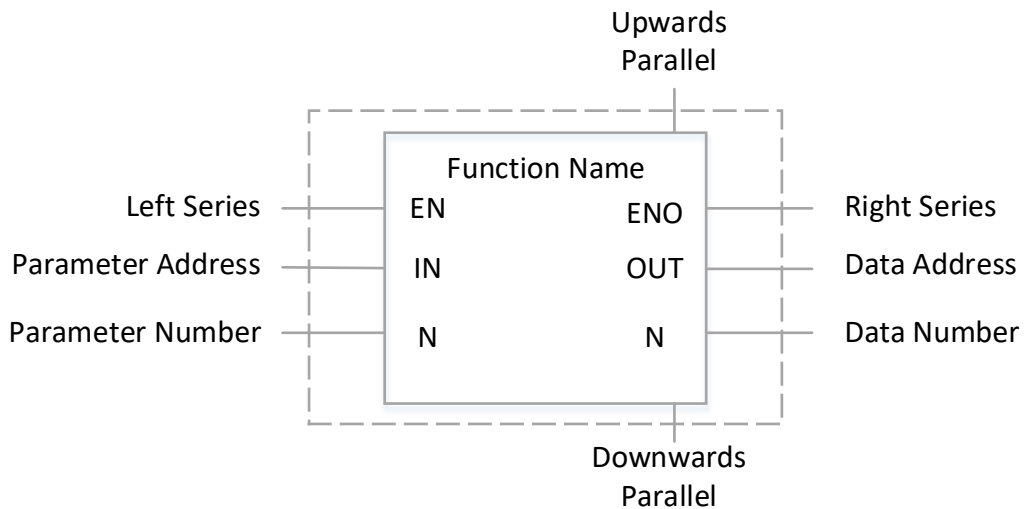 Upwards
Parallel
Function Name
Left Series
EN
ENO
Right Series
Parameter Address
IN
OUT
Data Address
Parameter Number
N
N
Data Number
Downwards
Parallel